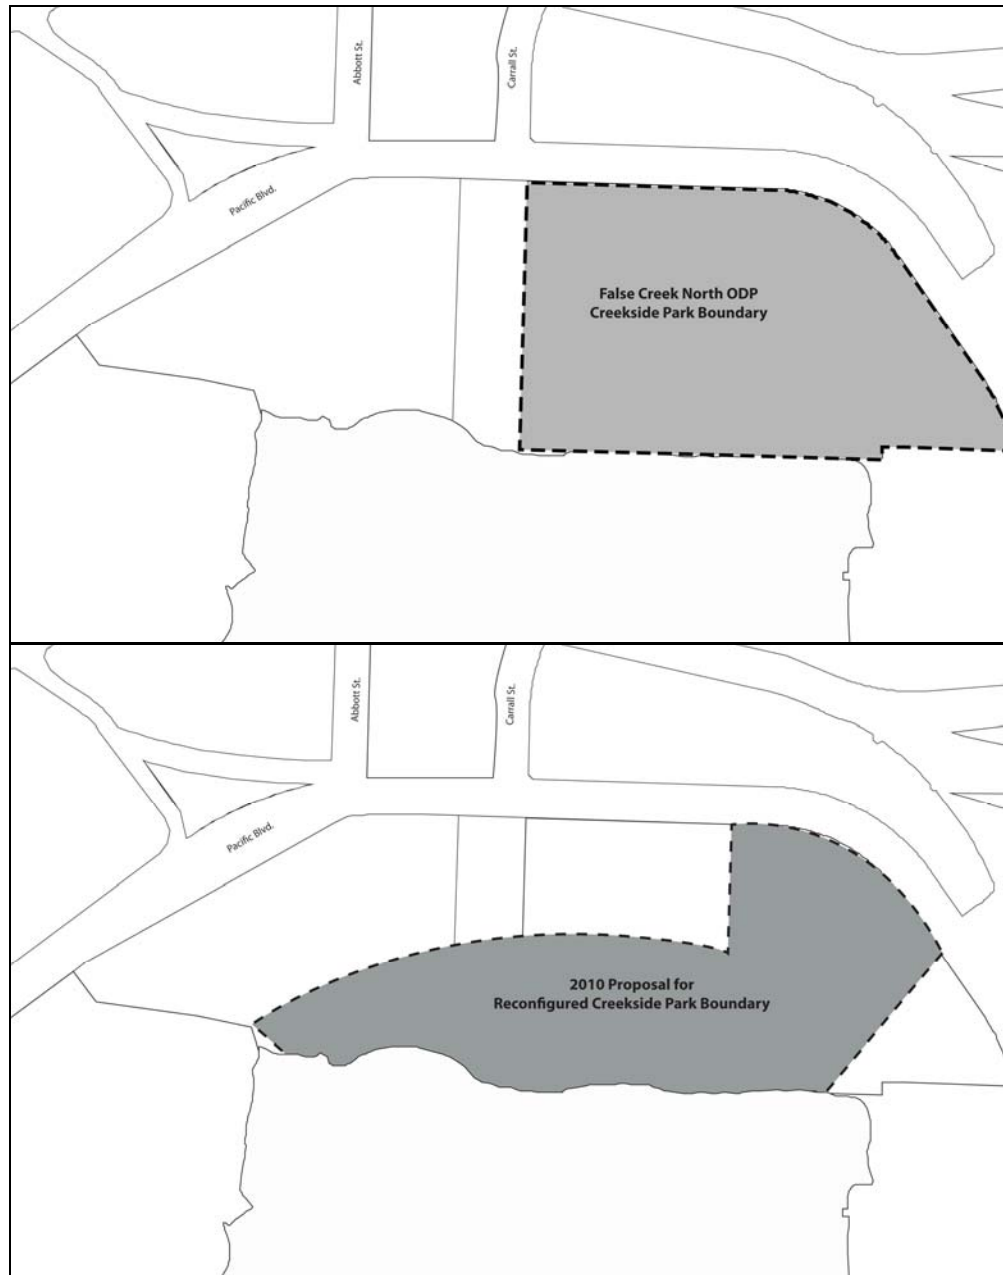 Abbott St.
Carrall St.
Pacific Blvd.
False Creek North ODP
Creekside Park Boundary
Abbott St.
Carrall St.
Pacific Blvd.
2010 Proposal for
Reconfigured Creekside Park Boundary